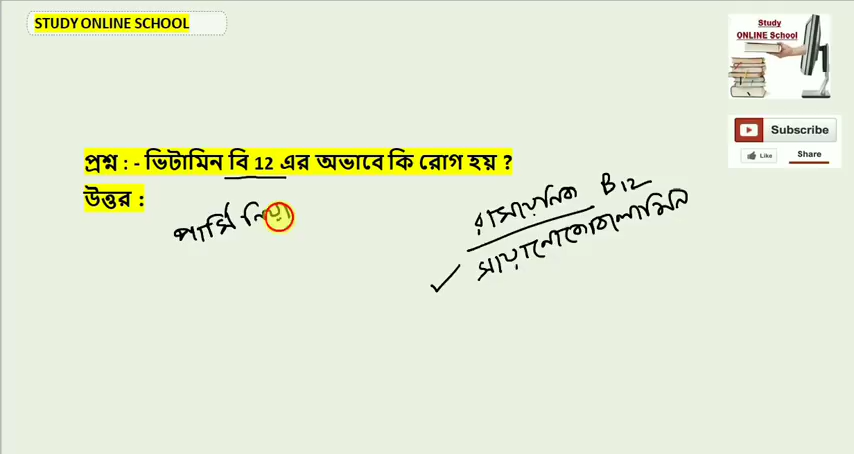 STUDY ONLINE SCHOOL
Study
ONLINE School
Subscribe
Like
Share
প্রশ্ন : - ভিটামিন বি 12 এর অভাবে কি রোগ হয় ?
উত্তর :
পার্সিনিয়া
রাসায়নিক B12
সায়ানোকোবালামিন